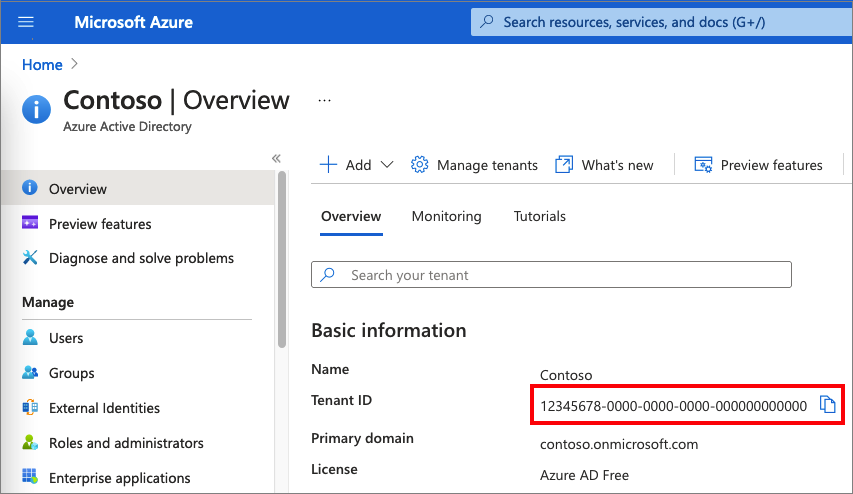 Microsoft Azure
Search resources, services, and docs (G+/)
Home >
Contoso | Overview ...
Azure Active Directory
«
Overview
Preview features
Diagnose and solve problems
Manage
Users
Groups
External Identities
Roles and administrators
Enterprise applications
Add
Manage tenants
What's new
Preview features
Overview
Monitoring
Tutorials
Search your tenant
Basic information
Name Contoso
Tenant ID 12345678-0000-0000-0000-000000000000
Primary domain contoso.onmicrosoft.com
License Azure AD Free